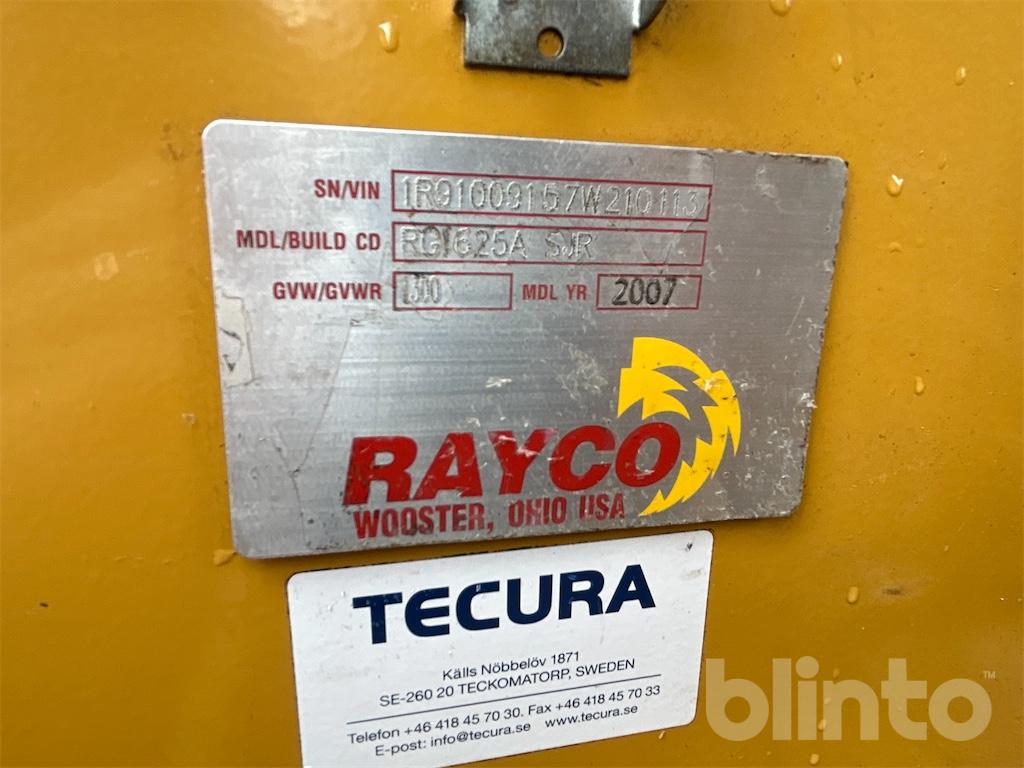 SN/VIN 1R91009157W210113
MDL/BUILD CD RG1625A SJR
GVW/GVWR 1300 MDL YR 2007
RAYCO
WOOSTER, OHIO USA
TECURA
Källs Nöbbelöv 1871
SE-260 20 TECKOMATORP, SWEDEN
Telefon +46 418 45 70 30. Fax +46 418 45 70 33
E-post: info@tecura.se www.tecura.se
blinto™